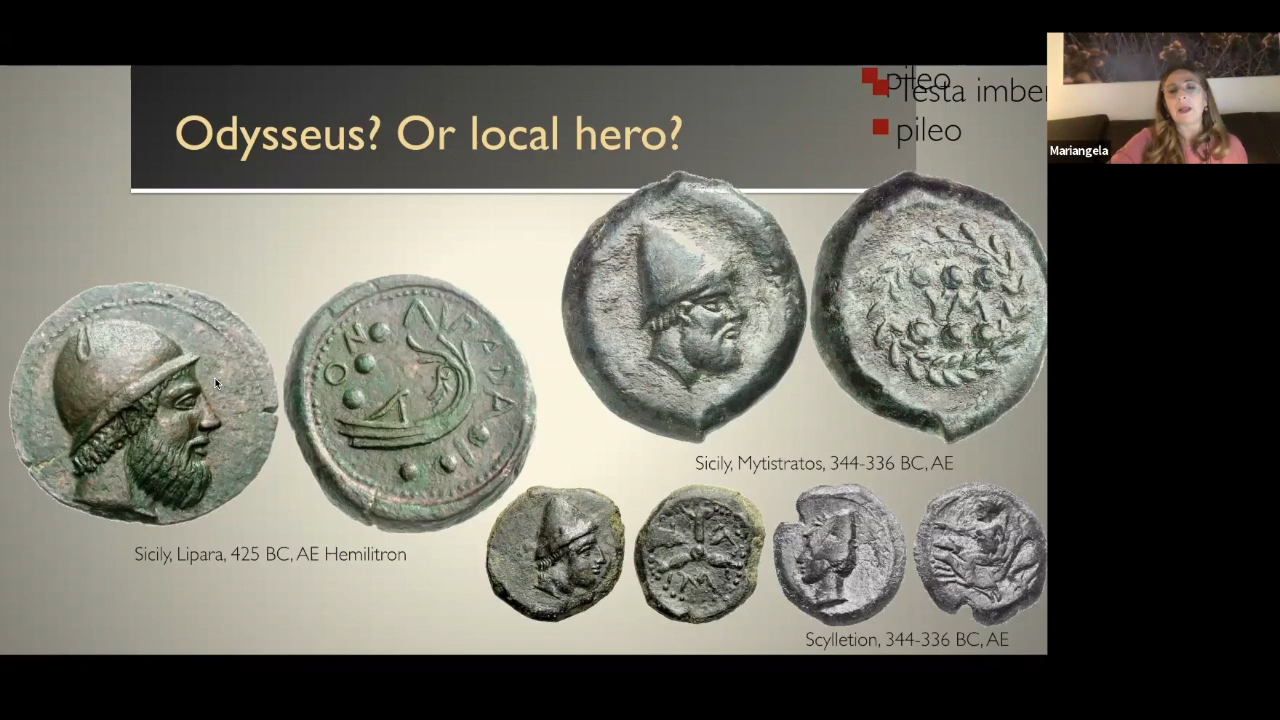 Odysseus? Or local hero?
pileo
Testa imber
pileo
Mariangela
Sicily, Mytistratos, 344-336 BC, AE
Sicily, Lipara, 425 BC, AE Hemilitron
Scylletion, 344-336 BC, AE